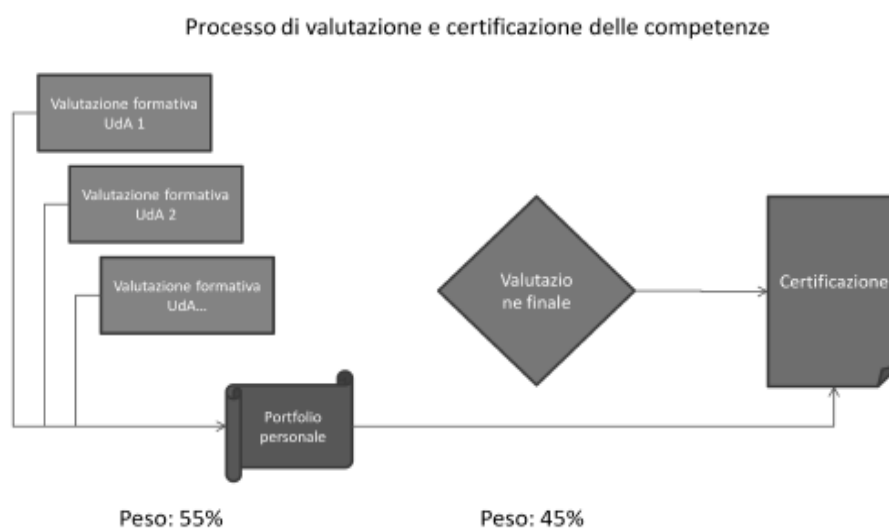 Processo di valutazione e certificazione delle competenze
Valutazione formativa
UdA 1
Valutazione formativa
UdA 2
Valutazione formativa
UdA...
Valutazio
ne finale
Certificazione
Portfolio
personale
Peso: 55%
Peso: 45%